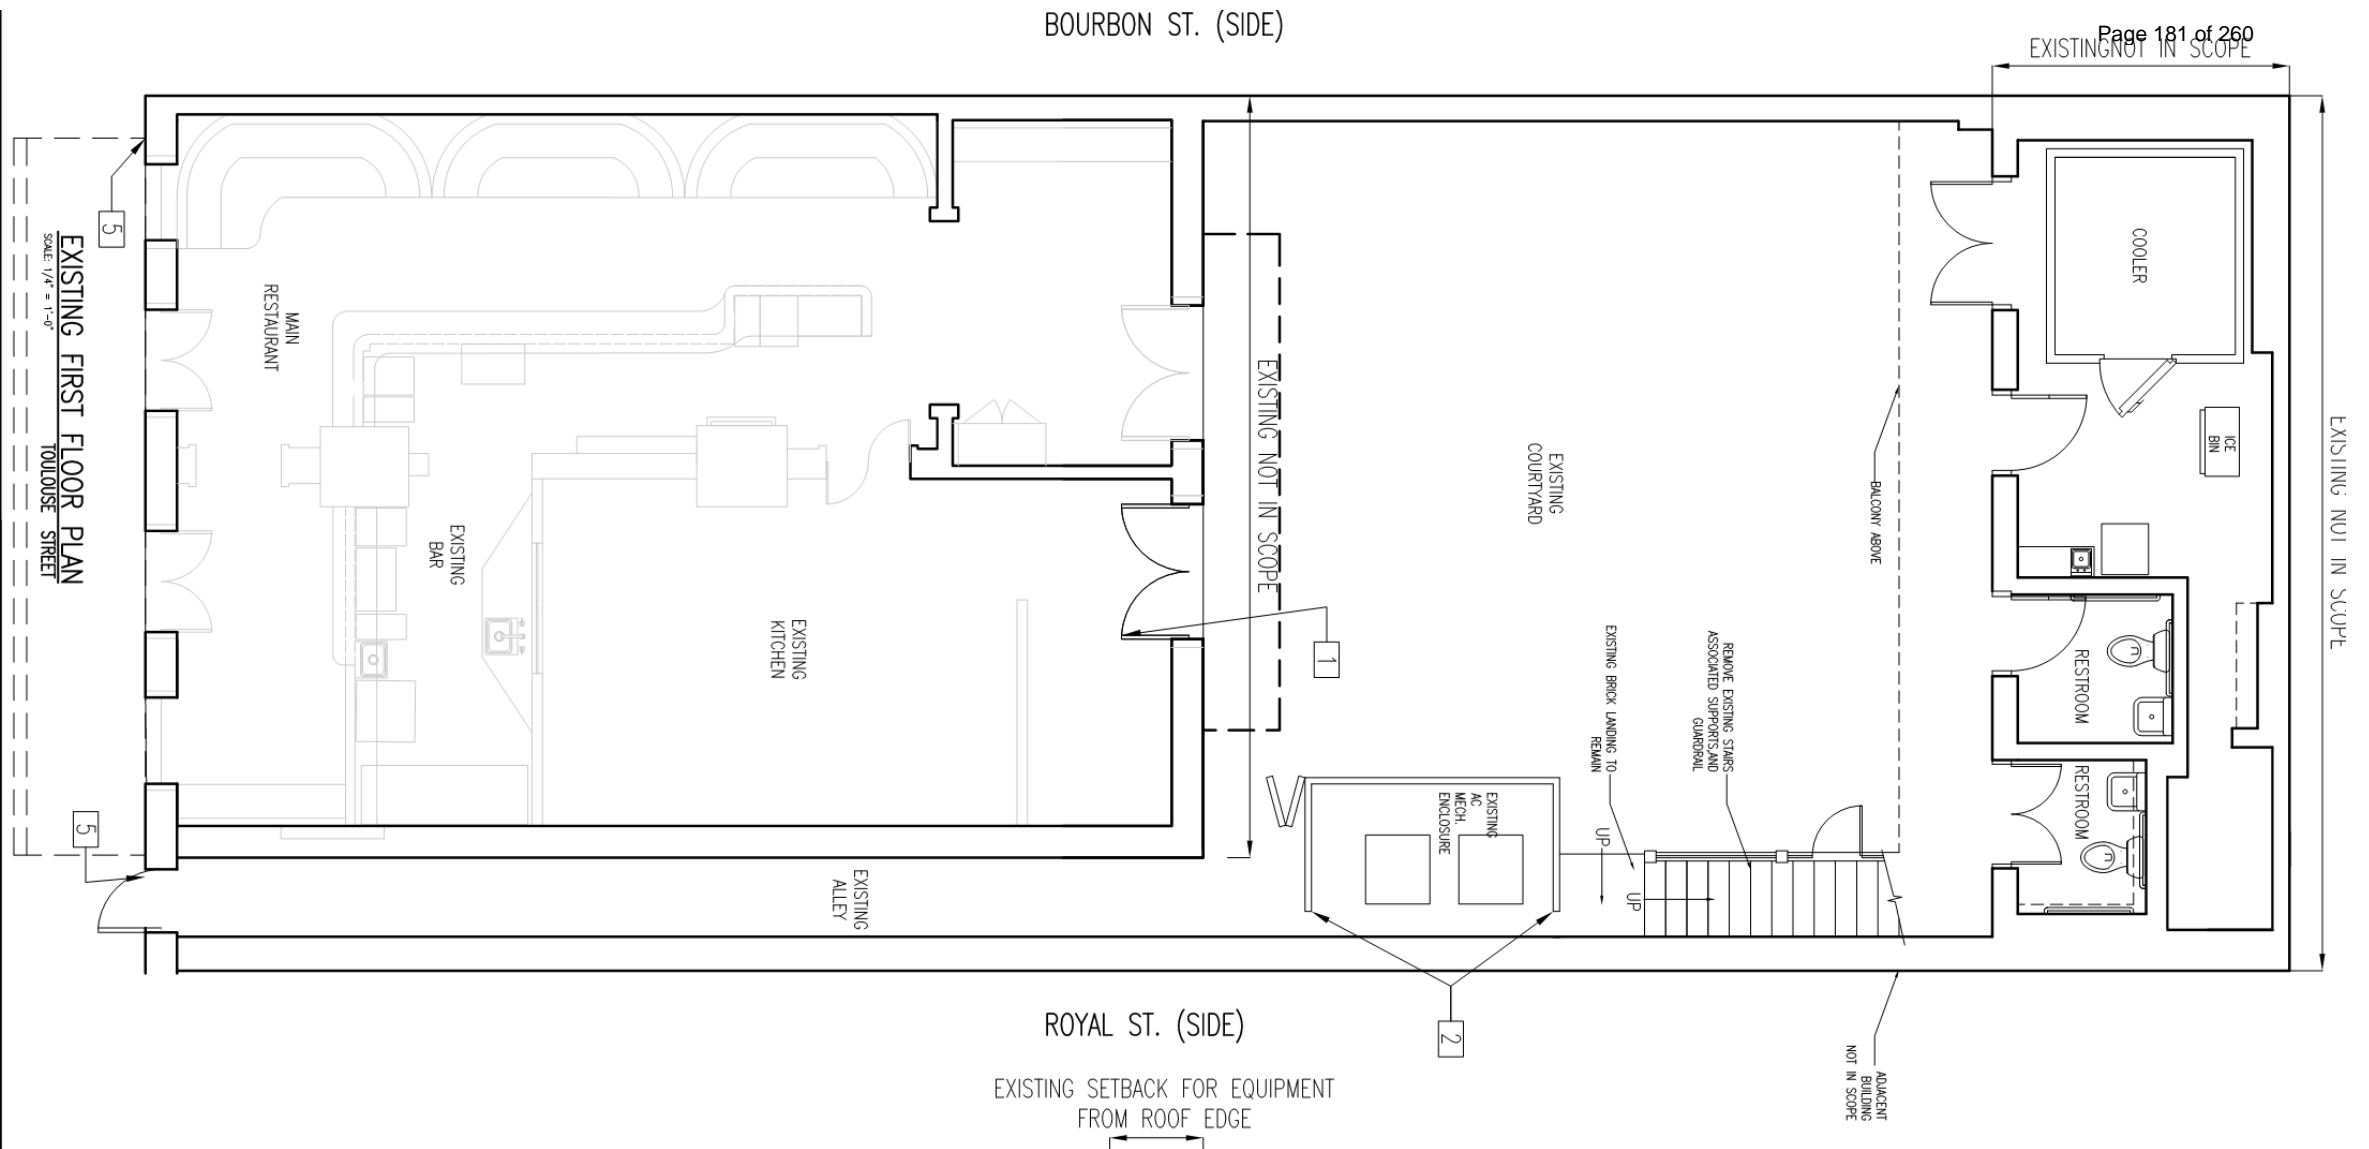 BOURBON ST. (SIDE)
Page 181 of 260
EXISTINGNOT IN SCOPE
5
EXISTING FIRST FLOOR PLAN
SCALE: 1/4" = 1'-0"
TOULOUSE STREET
5
MAIN
RESTAURANT
EXISTING
BAR
EXISTING
KITCHEN
EXISTING
ALLEY
EXISTING NOT IN SCOPE
1
EXISTING
COURTYARD
EXISTING
AC
MECH.
ENCLOSURE
EXISTING BRICK LANDING TO
REMAIN
REMOVE EXISTING STAIRS
ASSOCIATED SUPPORTS,AND
GUARDRAIL
UP
UP
BALCONY ABOVE
COOLER
ICE
BIN
RESTROOM
RESTROOM
EXISTING NOT IN SCOPE
2
ADJACENT
BUILDING
NOT IN SCOPE
ROYAL ST. (SIDE)
EXISTING SETBACK FOR EQUIPMENT
FROM ROOF EDGE